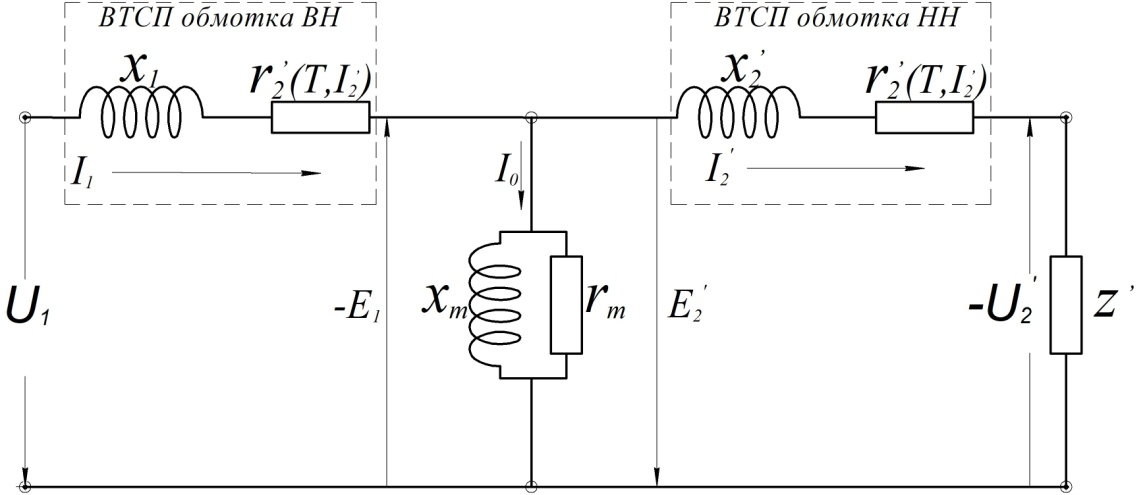 ВТСП обмотка ВН
ВТСП обмотка НН
x₁
r₂'(T,I₂')
x₂'
r₂'(T,I₂')
I₁
I₀
I₂'
U₁
-E₁
xₘ
rₘ
E₂'
-U₂'
z'